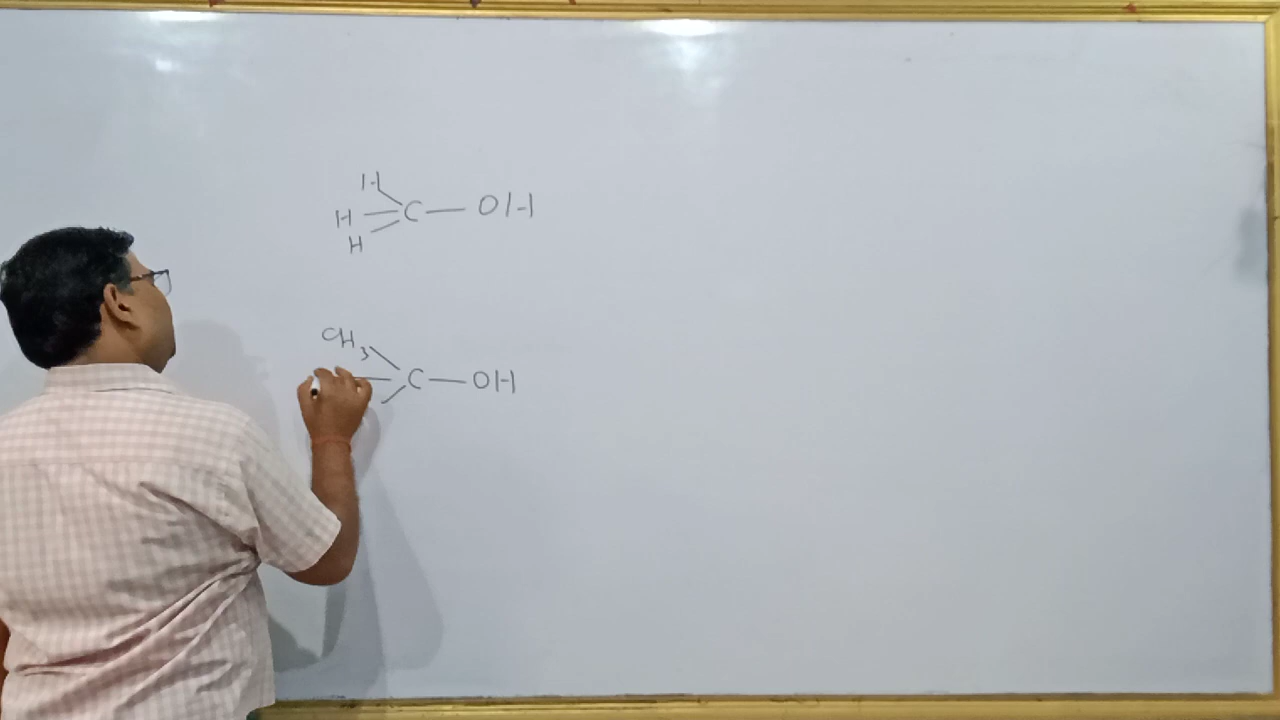 H
H — C — OH
H
CH3
— C — OH